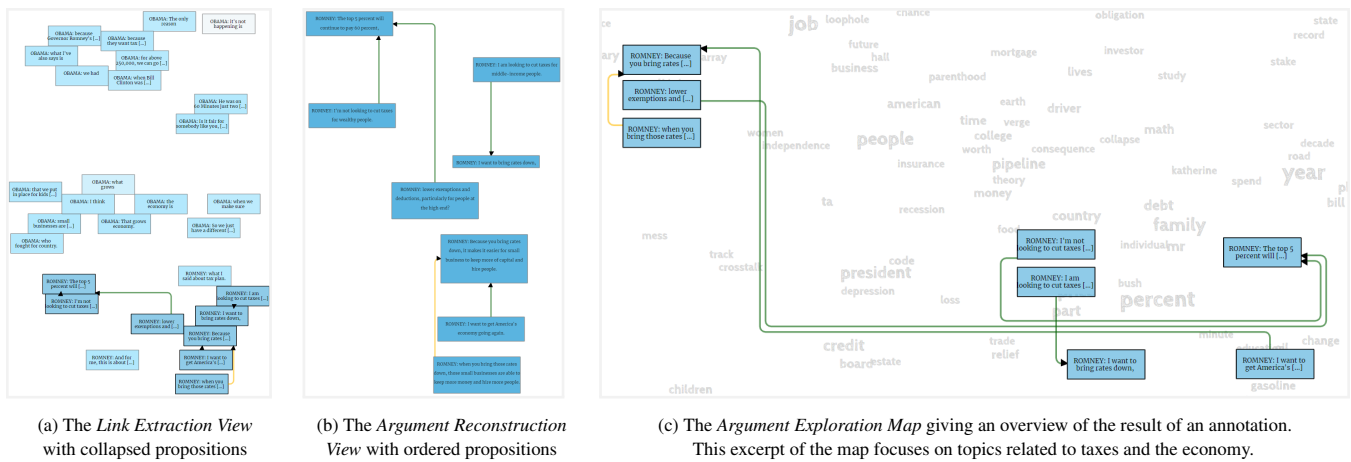 OBAMA: The only
reason
OBAMA: it's not
happening is
OBAMA: because
Governor Romney's [...]
OBAMA: because
they want tax [...]
OBAMA: what I've
also says is
OBAMA: for above
250,000, we can go [...]
OBAMA: we had
OBAMA: when Bill
Clinton was [...]
OBAMA: He was on
60 Minutes just two [...]
OBAMA: Is it fair for
somebody like you, [...]
OBAMA: what
grows
OBAMA: that we put
in place for kids [...]
OBAMA: I think
OBAMA: the
economy is
OBAMA: when we
make sure
OBAMA: small
businesses are [...]
OBAMA: That grows
economy.
OBAMA: So we just
have a different [...]
OBAMA: who
fought for country.
ROMNEY: what I
said about tax plan.
ROMNEY: The top 5
percent will [...]
ROMNEY: I'm not
looking to cut taxes [...]
ROMNEY: I am
looking to cut taxes [...]
ROMNEY: I want to
bring rates down,
ROMNEY: lower
exemptions and [...]
ROMNEY: Because
you bring rates [...]
ROMNEY: And for
me, this is about [...]
ROMNEY: I want to
get America's [...]
ROMNEY: when you
bring those rates [...]
(a) The Link Extraction View
with collapsed propositions
ROMNEY: The top 5 percent will
continue to pay 60 percent,
ROMNEY: I am looking to cut taxes for
middle-income people.
ROMNEY: I'm not looking to cut taxes
for wealthy people.
ROMNEY: I want to bring rates down,
ROMNEY: lower exemptions and
deductions, particularly for people
at the high end?
ROMNEY: Because you bring rates
down, it makes it easier for small
business to keep more of capital and
hire people.
ROMNEY: I want to get America's
economy going again.
ROMNEY: when you bring those rates
down, those small businesses are able to
keep more money and hire more people.
(b) The Argument Reconstruction
View with ordered propositions
job
loophole
chance
obligation
state
record
future
hall
business
mortgage
investor
stake
array
parenthood
lives
study
ROMNEY: Because
you bring rates [...]
ROMNEY: lower
exemptions and [...]
ROMNEY: when you
bring those rates [...]
american
earth
driver
time
verge
college
math
sector
women
independence
people
worth
consequence
collapse
decade
road
insurance
pipeline
katherine
year
theory
money
spend
bill
ta
recession
country
debt
family
food
mess
individual
mr
track
crosstalk
code
president
depression
loss
bush
percent
part
ROMNEY: I'm not
looking to cut taxes [...]
ROMNEY: I am
looking to cut taxes [...]
ROMNEY: The top 5
percent will [...]
credit
board
estate
trade
relief
minute
change
ROMNEY: I want to
bring rates down,
ROMNEY: I want to
get America's [...]
children
gasoline
(c) The Argument Exploration Map giving an overview of the result of an annotation.
This excerpt of the map focuses on topics related to taxes and the economy.